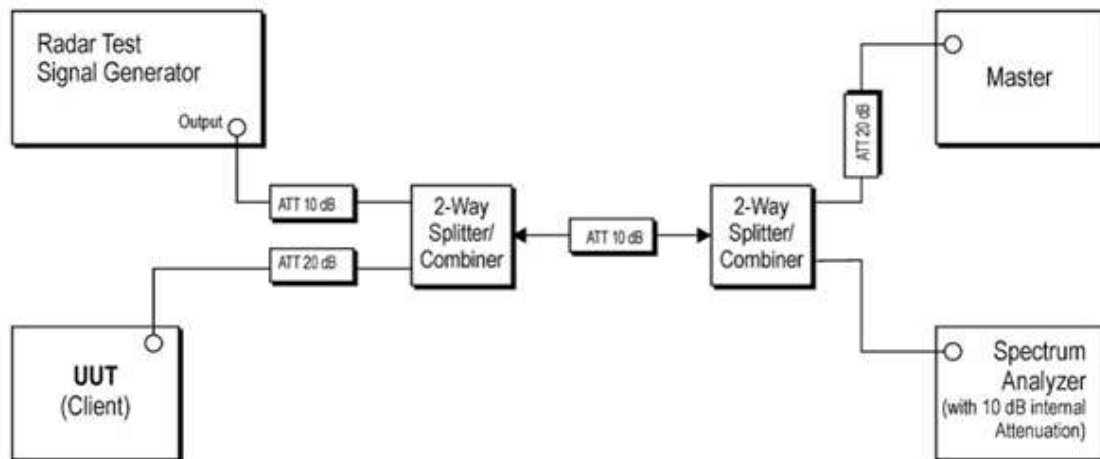 Radar Test
Signal Generator
Output
Master
ATT 20 dB
ATT 10 dB
2-Way
Splitter/
Combiner
ATT 10 dB
2-Way
Splitter/
Combiner
ATT 20 dB
UUT
(Client)
Spectrum
Analyzer
(with 10 dB internal
Attenuation)